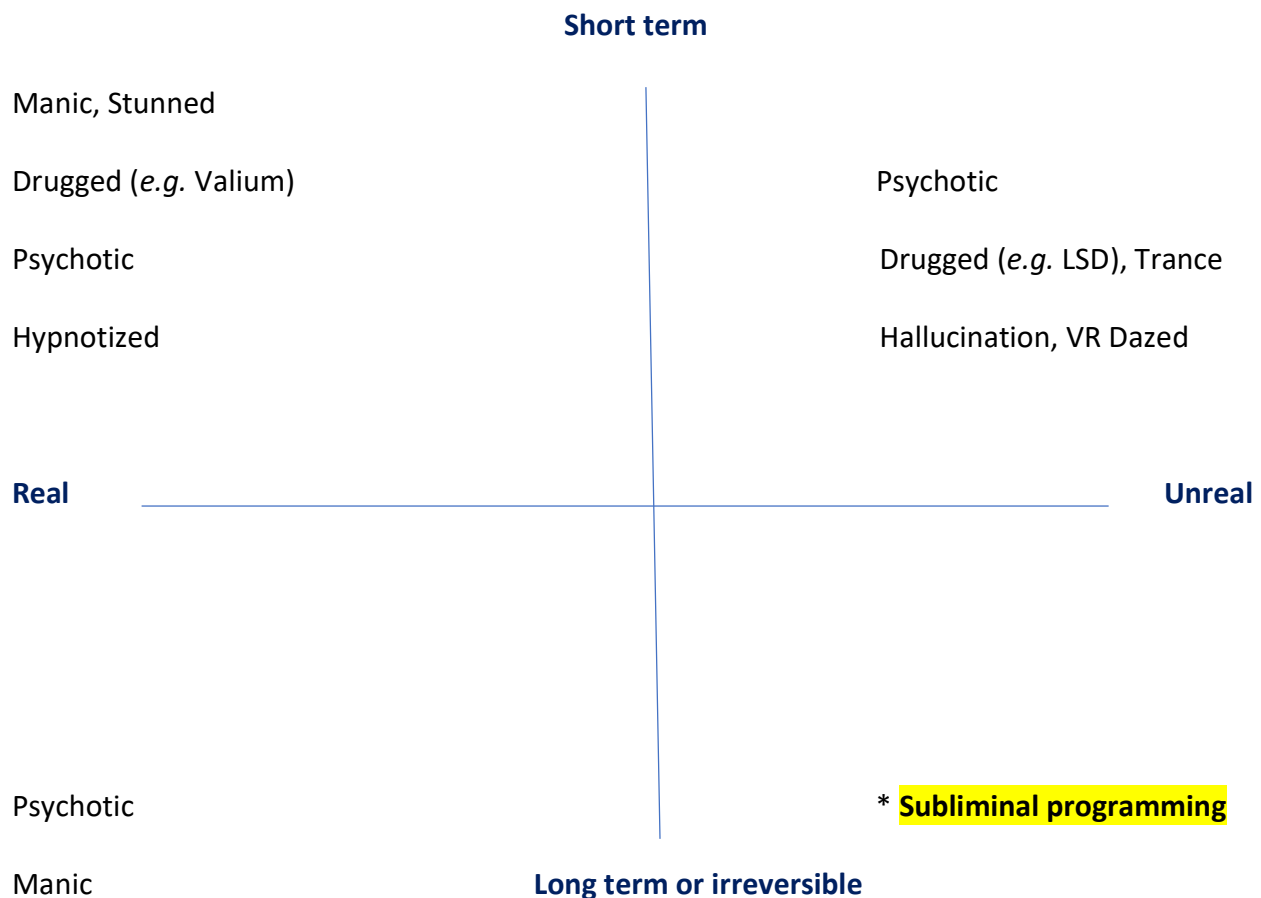 Short term
Manic, Stunned
Drugged (e.g. Valium)
Psychotic
Psychotic
Drugged (e.g. LSD), Trance
Hypnotized
Hallucination, VR Dazed
Real
Unreal
Psychotic
* Subliminal programming
Manic
Long term or irreversible